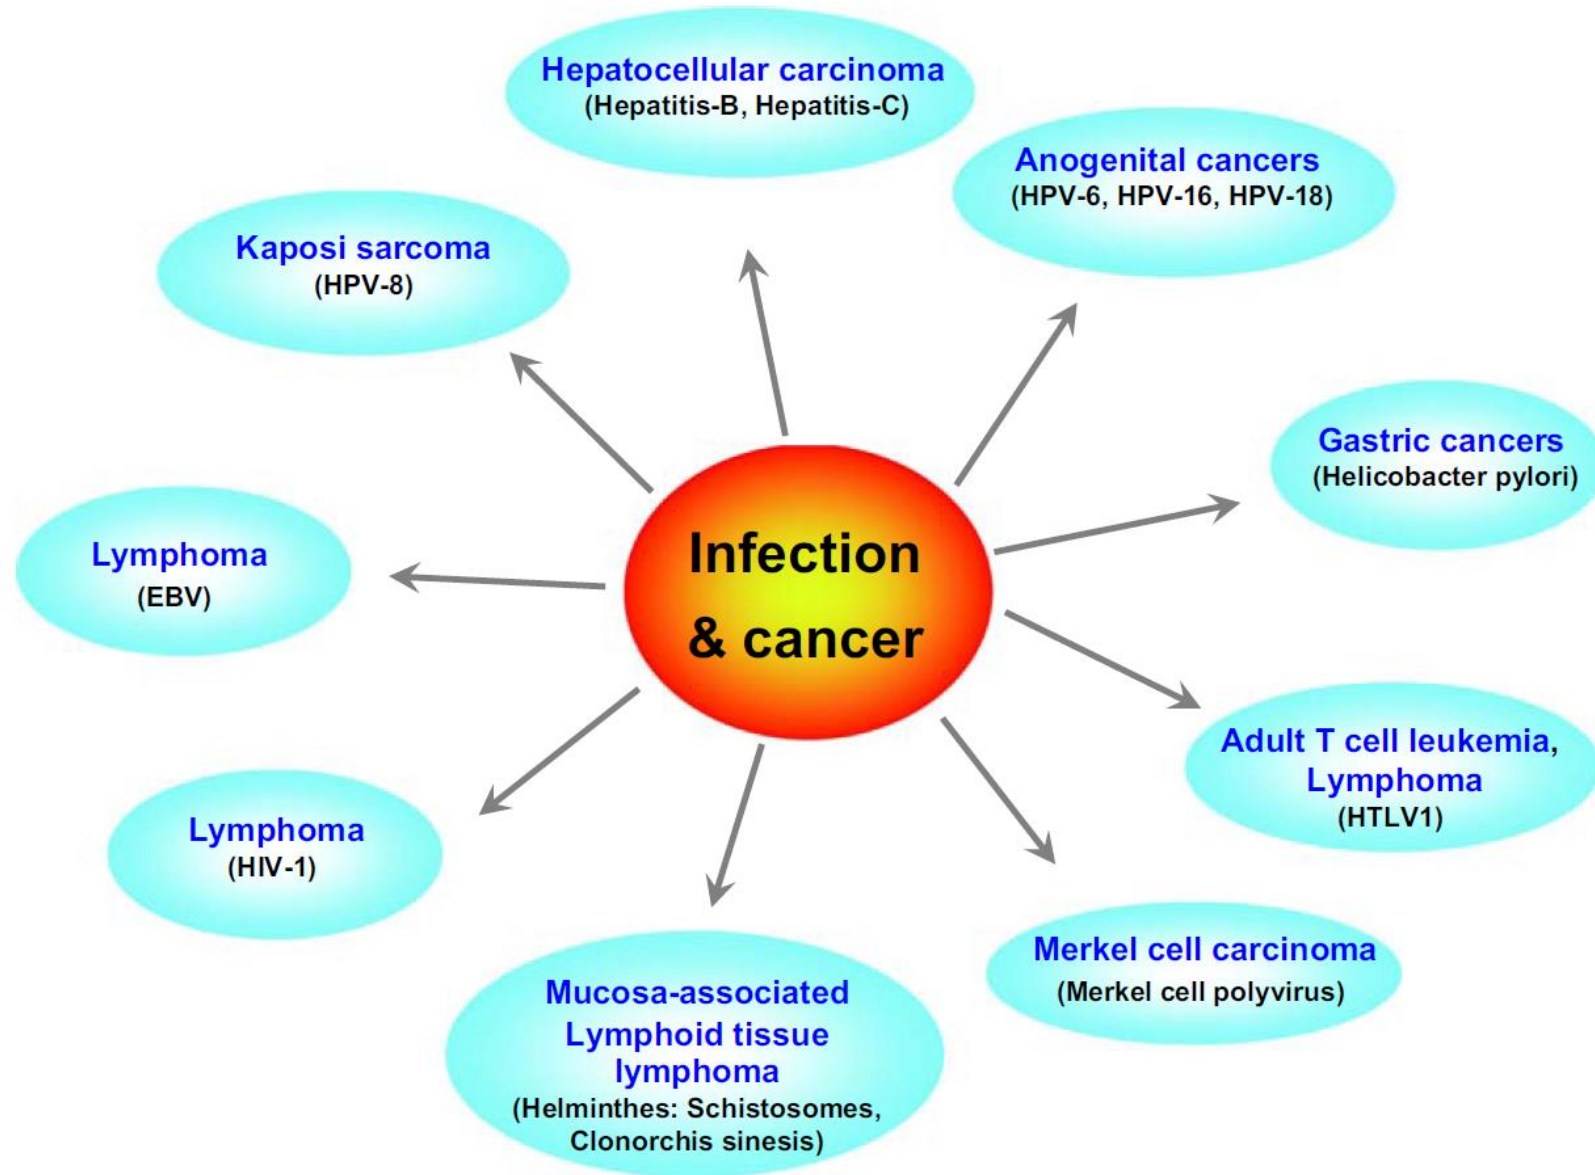 Hepatocellular carcinoma
(Hepatitis-B, Hepatitis-C)
Anogenital cancers
(HPV-6, HPV-16, HPV-18)
Kaposi sarcoma
(HPV-8)
Gastric cancers
(Helicobacter pylori)
Infection
& cancer
Lymphoma
(EBV)
Adult T cell leukemia,
Lymphoma
(HTLV1)
Lymphoma
(HIV-1)
Merkel cell carcinoma
(Merkel cell polyvirus)
Mucosa-associated
Lymphoid tissue
lymphoma
(Helminthes: Schistosomes,
Clonorchis sinesis)